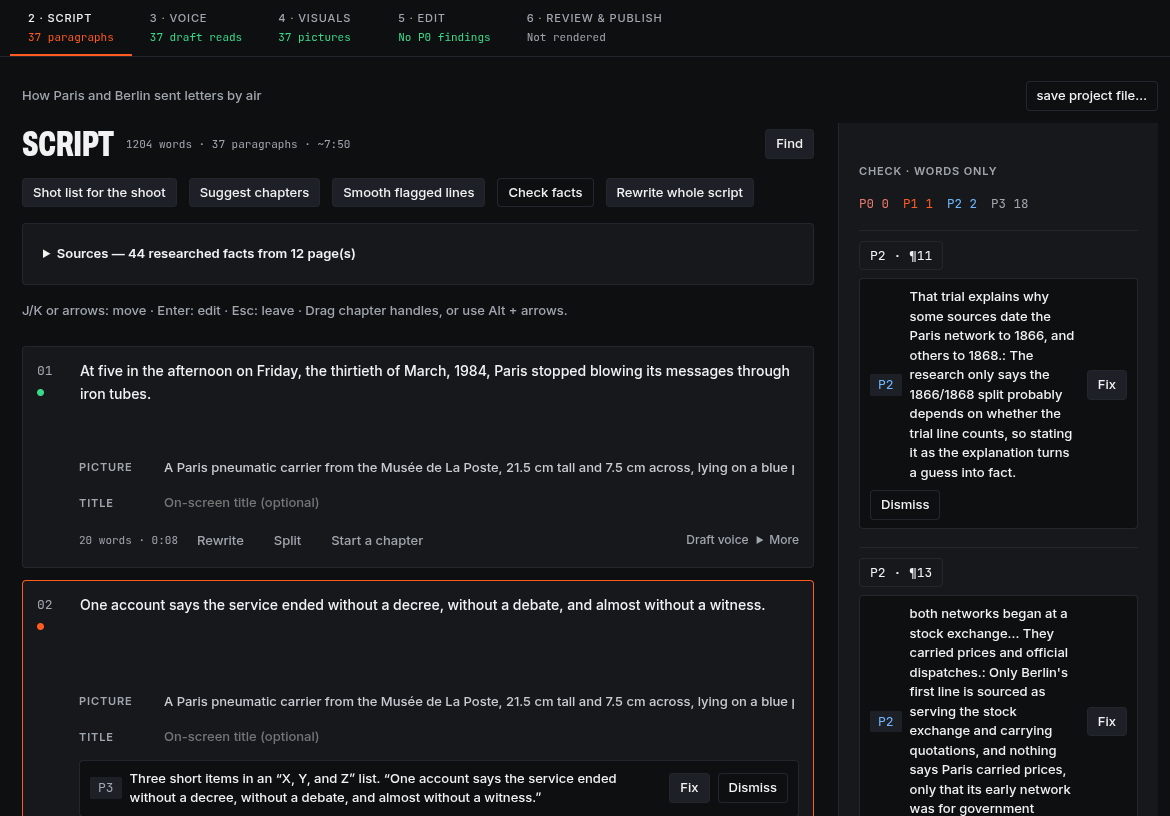 2 · SCRIPT
37 paragraphs
3 · VOICE
37 draft reads
4 · VISUALS
37 pictures
5 · EDIT
No P0 findings
6 · REVIEW & PUBLISH
Not rendered
How Paris and Berlin sent letters by air
save project file...
SCRIPT
1204 words · 37 paragraphs · ~7:50
Find
Shot list for the shoot
Suggest chapters
Smooth flagged lines
Check facts
Rewrite whole script
▶ Sources — 44 researched facts from 12 page(s)
J/K or arrows: move · Enter: edit · Esc: leave · Drag chapter handles, or use Alt + arrows.
01
At five in the afternoon on Friday, the thirtieth of March, 1984, Paris stopped blowing its messages through
iron tubes.
PICTURE
A Paris pneumatic carrier from the Musée de La Poste, 21.5 cm tall and 7.5 cm across, lying on a blue
TITLE
On-screen title (optional)
20 words · 0:08
Rewrite
Split
Start a chapter
Draft voice
▶ More
02
One account says the service ended without a decree, without a debate, and almost without a witness.
PICTURE
A Paris pneumatic carrier from the Musée de La Poste, 21.5 cm tall and 7.5 cm across, lying on a blue
TITLE
On-screen title (optional)
P3
Three short items in an “X, Y, and Z” list. “One account says the service ended
without a decree, without a debate, and almost without a witness.”
Fix
Dismiss
CHECK · WORDS ONLY
P0 0
P1 1
P2 2
P3 18
P2 · ¶11
P2
That trial explains why
some sources date the
Paris network to 1866, and
others to 1868.: The
research only says the
1866/1868 split probably
depends on whether the
trial line counts, so stating
it as the explanation turns
a guess into fact.
Fix
Dismiss
P2 · ¶13
P2
both networks began at a
stock exchange... They
carried prices and official
dispatches.: Only Berlin's
first line is sourced as
serving the stock
exchange and carrying
quotations, and nothing
says Paris carried prices,
only that its early network
was for government
Fix